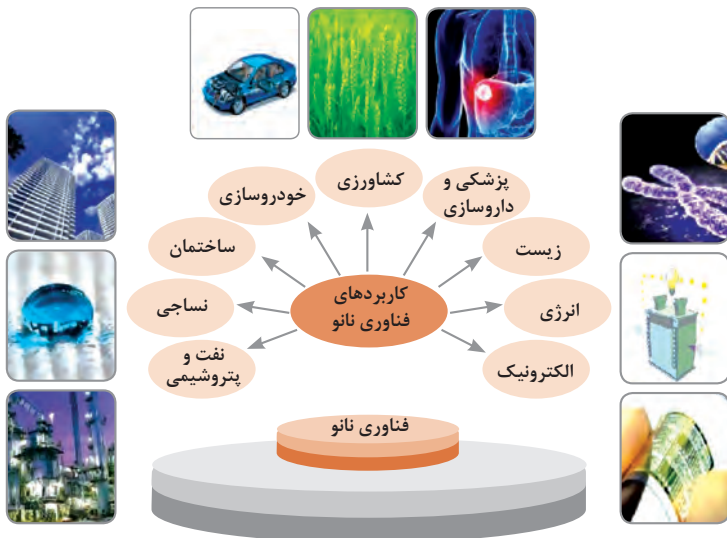 کشاورزی
پزشکی و
داروسازی
خودروسازی
زیست
ساختمان
انرژی
نساجی
الکترونیک
نفت و
پتروشیمی
کاربردهای
فناوری نانو
فناوری نانو